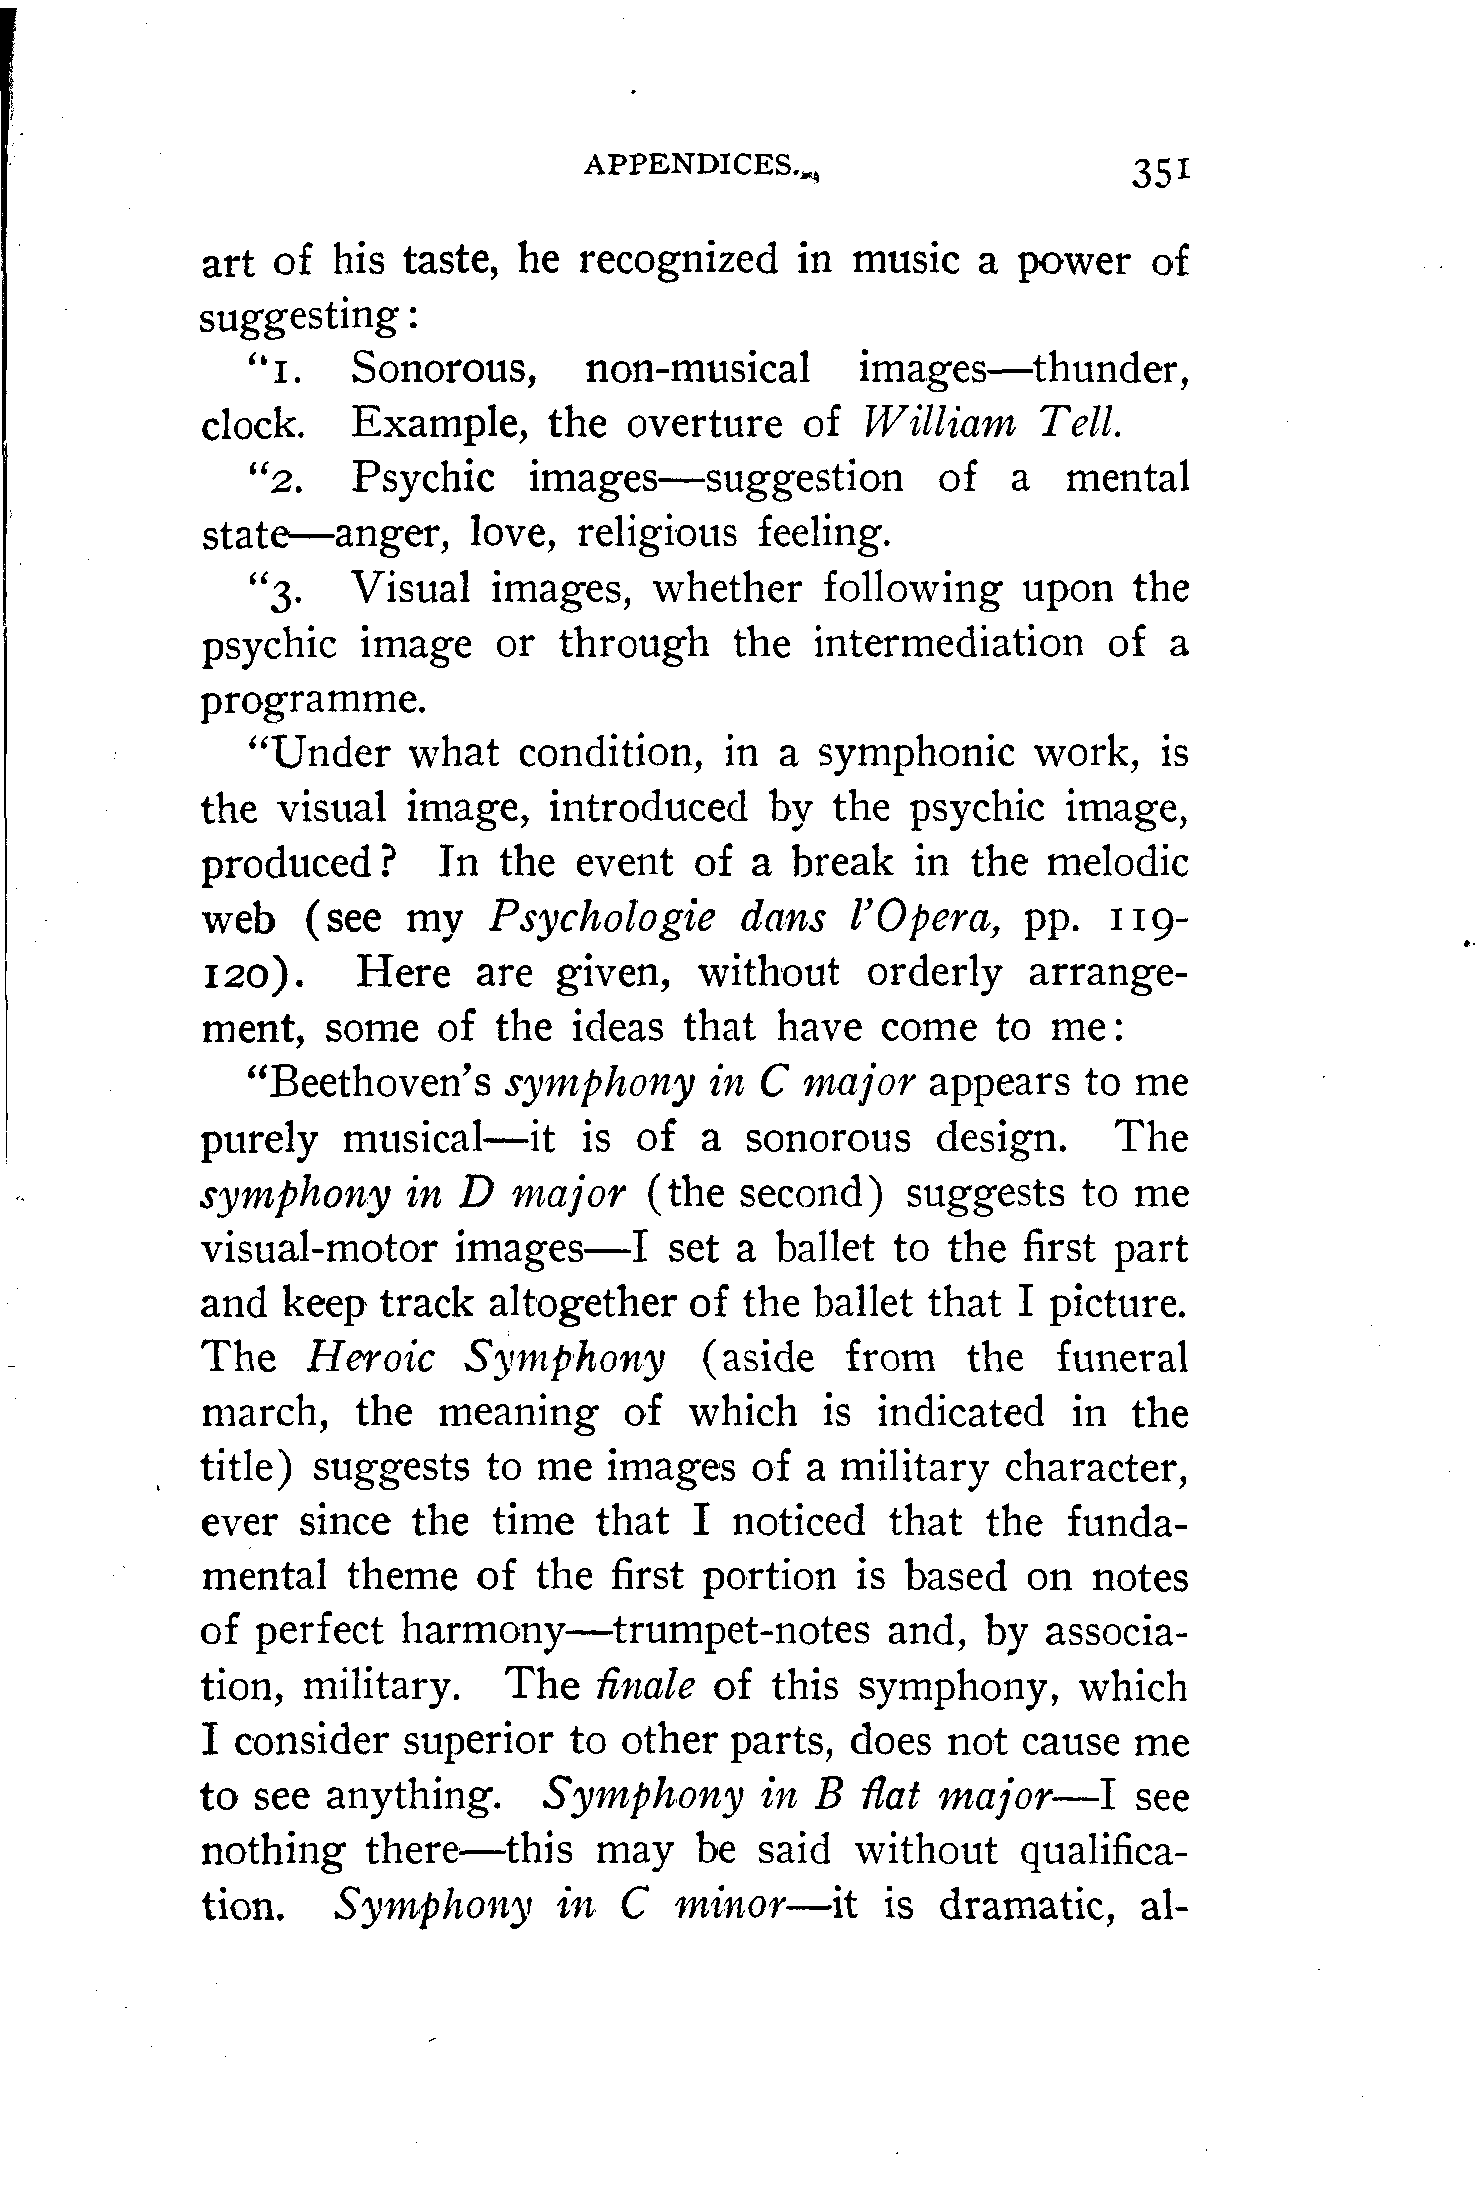 APPENDICES. 351
art of his taste, he recognized in music a power of
suggesting:
"1. Sonorous, non-musical images—thunder,
clock. Example, the overture of William Tell.
"2. Psychic images—suggestion of a mental
state—anger, love, religious feeling.
"3. Visual images, whether following upon the
psychic image or through the intermediation of a
programme.
"Under what condition, in a symphonic work, is
the visual image, introduced by the psychic image,
produced? In the event of a break in the melodic
web (see my Psychologie dans l'Opera, pp. 119-
120). Here are given, without orderly arrange-
ment, some of the ideas that have come to me:
"Beethoven's symphony in C major appears to me
purely musical—it is of a sonorous design. The
symphony in D major (the second) suggests to me
visual-motor images—I set a ballet to the first part
and keep track altogether of the ballet that I picture.
The Heroic Symphony (aside from the funeral
march, the meaning of which is indicated in the
title) suggests to me images of a military character,
ever since the time that I noticed that the funda-
mental theme of the first portion is based on notes
of perfect harmony—trumpet-notes and, by associa-
tion, military. The finale of this symphony, which
I consider superior to other parts, does not cause me
to see anything. Symphony in B flat major—I see
nothing there—this may be said without qualifica-
tion. Symphony in C minor—it is dramatic, al-